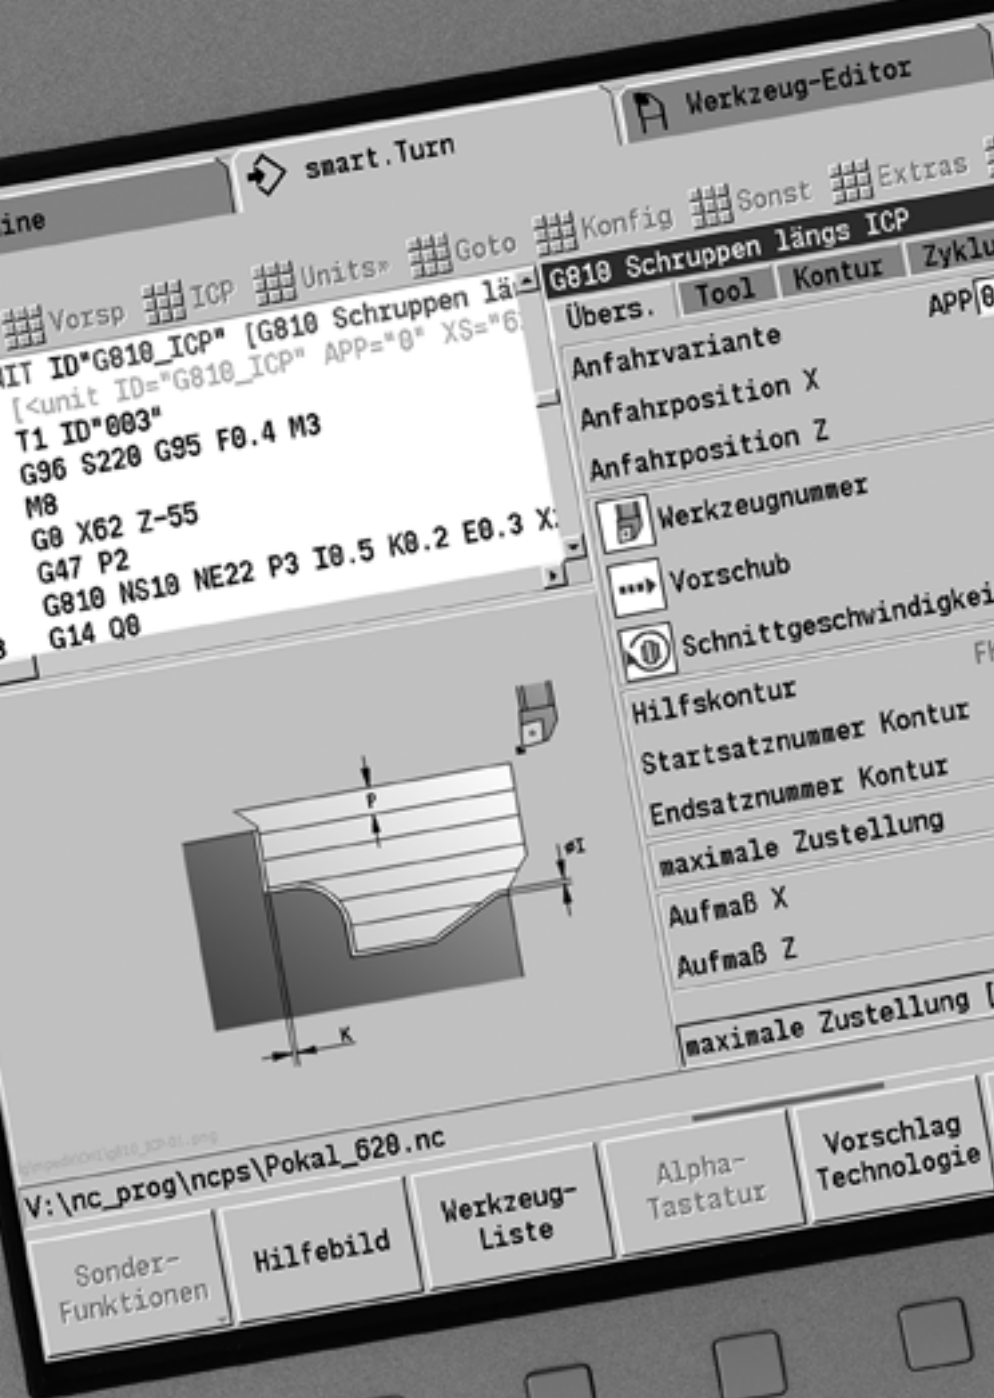 ine
smart.Turn
Werkzeug-Editor
Vorsp
ICP
Units»
Goto
Konfig
Sonst
Extras
NIT ID"G810_ICP" [G810 Schruppen lä
[<unit ID="G810_ICP" APP="0" XS="6
T1 ID"003"
G96 S220 G95 F0.4 M3
M8
G0 X62 Z-55
G47 P2
G810 NS10 NE22 P3 I0.5 K0.2 E0.3 X
G14 Q0
G810 Schruppen längs ICP
Übers.
Tool
Kontur
Zyklu
Anfahrvariante
APP 0
Anfahrposition X
Anfahrposition Z
Werkzeugnummer
Vorschub
Schnittgeschwindigkei
Hilfskontur
Startsatznummer Kontur
Endsatznummer Kontur
maximale Zustellung
Aufmaß X
Aufmaß Z
maximale Zustellung [
P
øI
K
V:\nc_prog\ncps\Pokal_620.nc
Sonder-
Funktionen
Hilfebild
Werkzeug-
Liste
Alpha-
Tastatur
Vorschlag
Technologie